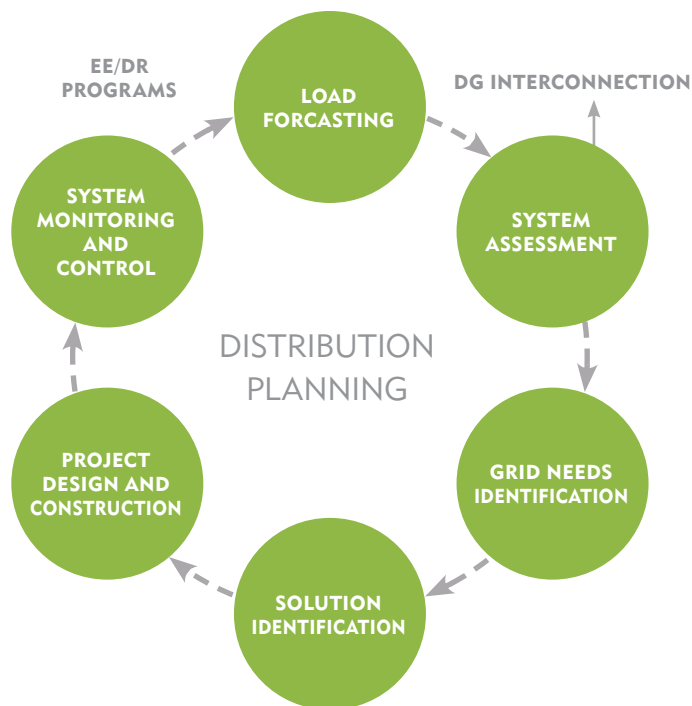 EE/DR
PROGRAMS
LOAD
FORCASTING
DG INTERCONNECTION
SYSTEM
MONITORING
AND
CONTROL
SYSTEM
ASSESSMENT
DISTRIBUTION
PLANNING
PROJECT
DESIGN AND
CONSTRUCTION
GRID NEEDS
IDENTIFICATION
SOLUTION
IDENTIFICATION